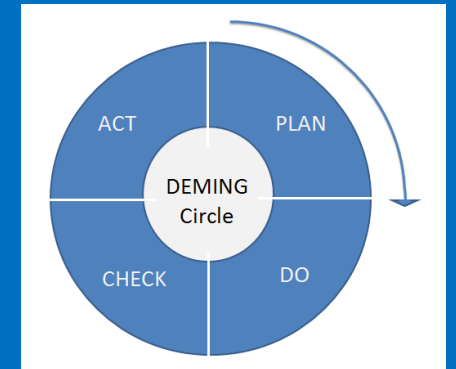 ACT
PLAN
DEMING
Circle
CHECK
DO